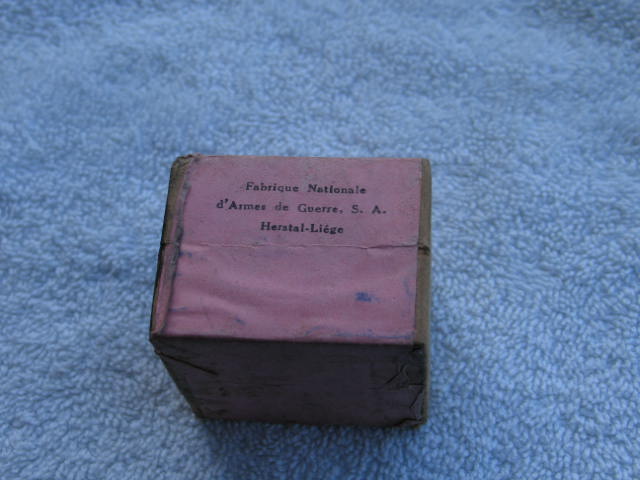 Fabrique Nationale
d'Armes de Guerre, S. A.
Herstal-Liége